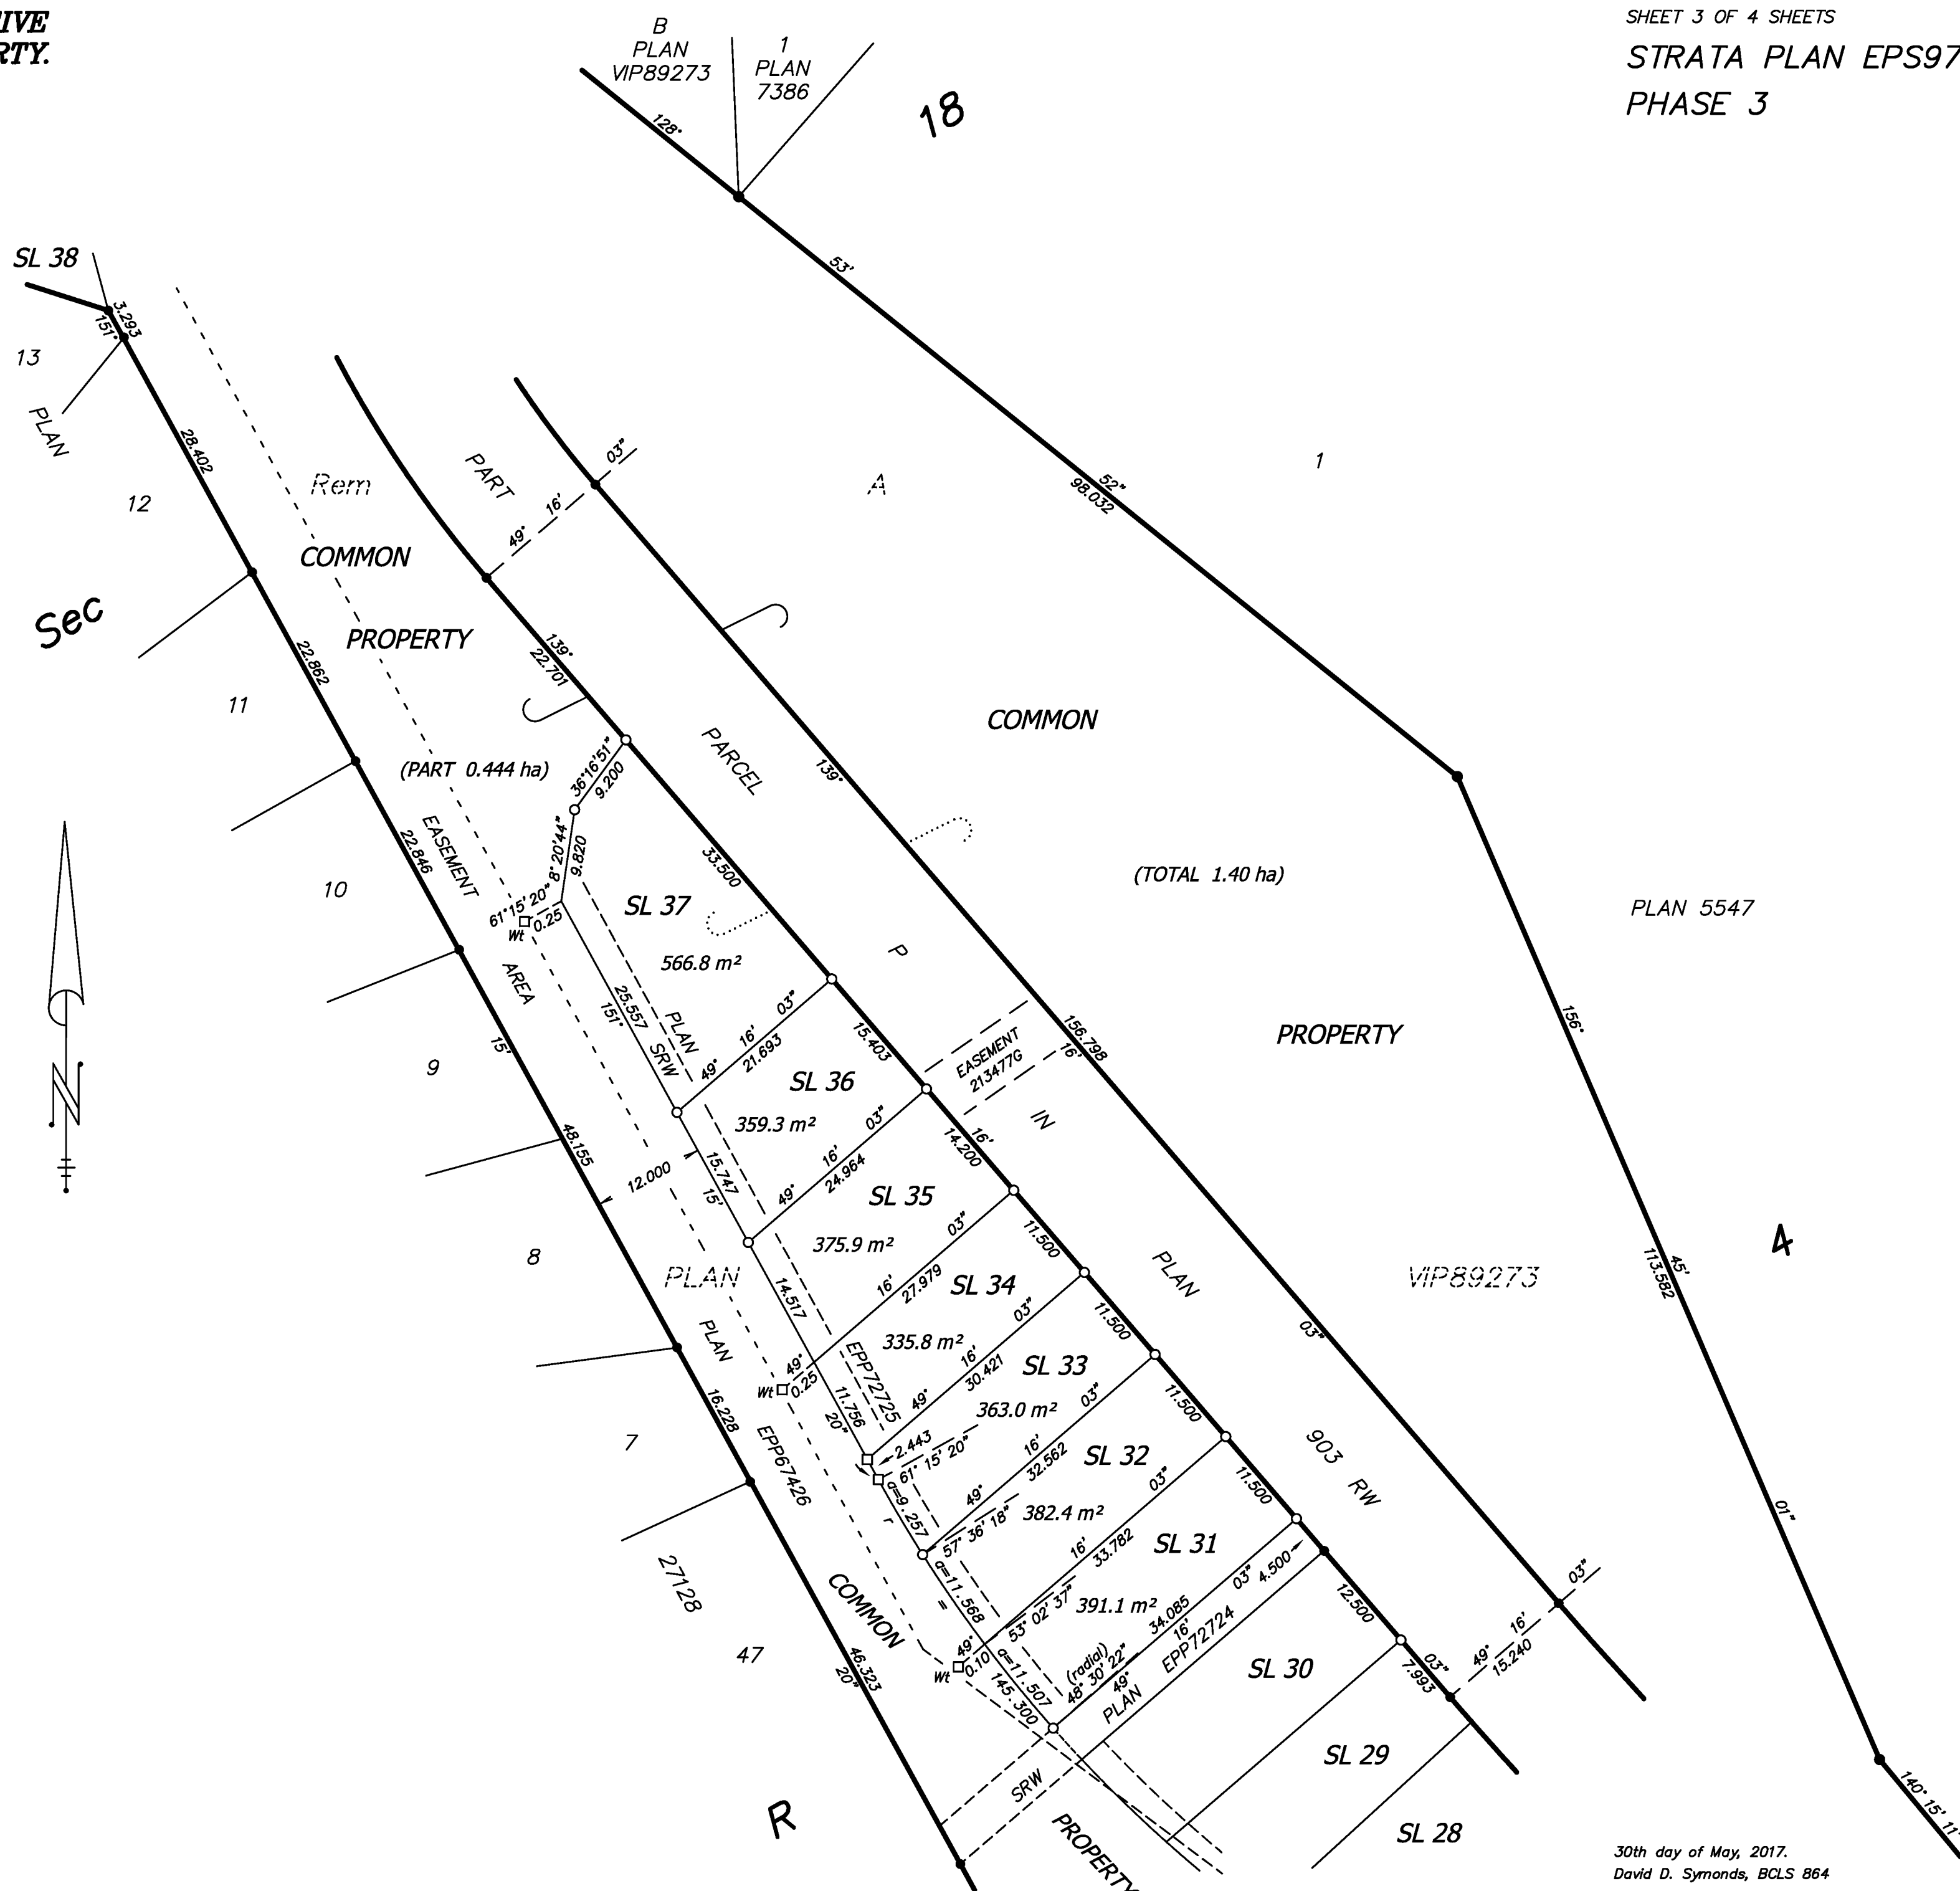 IVE
RTY.
SHEET 3 OF 4 SHEETS
STRATA PLAN EPS97
PHASE 3
B
PLAN
VIP89273
1
PLAN
7386
18
128°
53'
52"
98.032
1
SL 38
3.293
151°
13
PLAN
28.402
12
Rem
PART
49° 16' 03"
A
COMMON
Sec
PROPERTY
22.862
139°
22.701
11
COMMON
PARCEL
139°
(PART 0.444 ha)
36°16'51"
9.200
EASEMENT
22.846
8° 20'44"
9.820
33.500
(TOTAL 1.40 ha)
10
61°15'20"
Wt 0.25
SL 37
PLAN 5547
P
AREA
566.8 m²
25.557
151°
SRW
PLAN
49° 16' 03"
21.693
15.403
EASEMENT
213477G
156.798
16'
PROPERTY
156°
15'
9
SL 36
359.3 m²
16'
14.200
IN
48.155
12.000
15.747
15'
49° 16' 03"
24.964
SL 35
375.9 m²
11.500
PLAN
4
8
PLAN
14.517
49° 16' 03"
27.979
SL 34
VIP89273
45'
113.582
335.8 m²
11.500
03"
PLAN
EPP72725
Wt 0.25
11.756
20"
49° 16' 03"
30.421
SL 33
363.0 m²
11.500
16.228
7
EPP67426
2.443
61° 15' 20"
49° 16' 03"
32.562
SL 32
903 RW
a=9.257
r
57° 36' 18"
382.4 m²
11.500
01"
49° 16' 03"
33.782
SL 31
27128
COMMON
a=11.568
=
53° 02' 37"
391.1 m²
4.500
12.500
03"
47
46.323
20"
Wt 0.10
a=11.507
145.300
(radial)
48° 30' 22"
49° 16' 03"
34.085
PLAN EPP72724
SL 30
03"
7.993
49° 16'
15.240
SRW
SL 29
140° 15' 11"
R
PROPERTY
SL 28
30th day of May, 2017.
David D. Symonds, BCLS 864